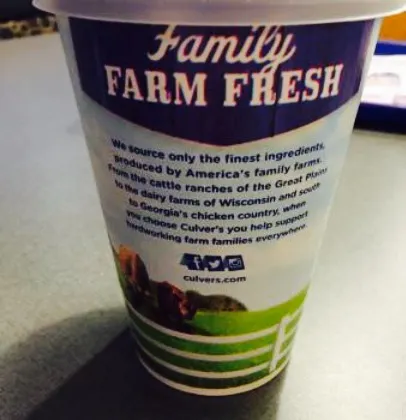 Family
FARM FRESH
We source only the finest ingredients,
produced by America's family farms.
From the cattle ranches of the Great Plains
to the dairy farms of Wisconsin and south
to Georgia's chicken country, when
you choose Culver's you help support
hardworking farm families everywhere.
culvers.com